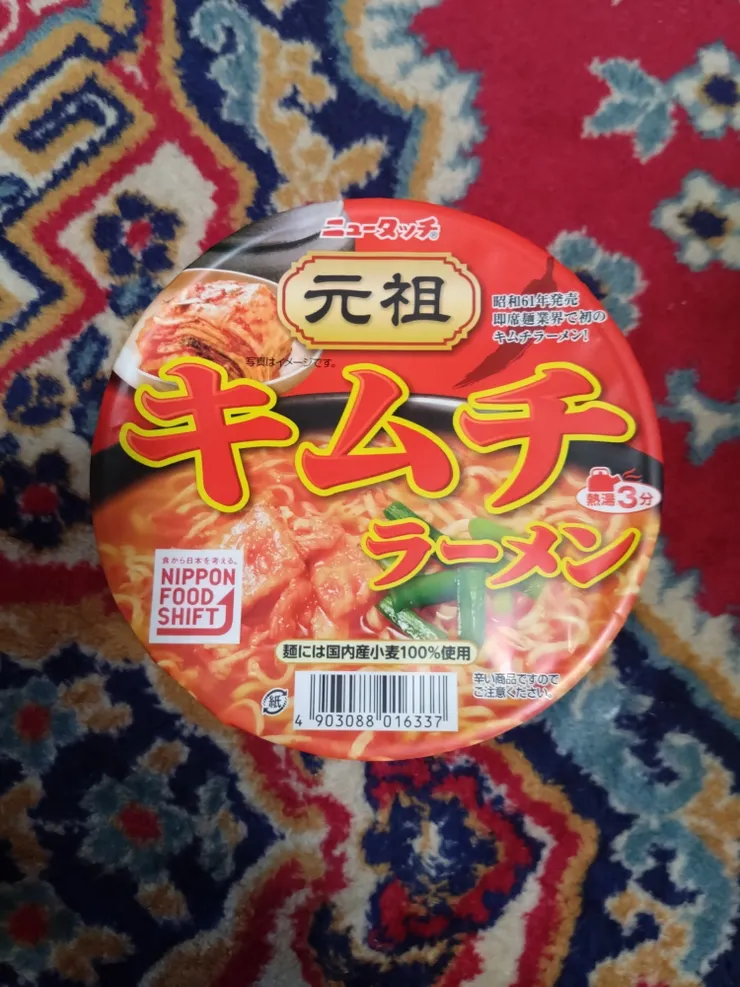 ニュータッチ®
元祖
昭和61年発売
即席麺業界で初の
キムチラーメン!
写真はイメージです。
キムチ
熱湯3分
ラーメン
食から日本を考える。
NIPPON
FOOD
SHIFT
麺には国内産小麦100%使用
紙
4 903088 016337
辛い商品ですので
ご注意ください。